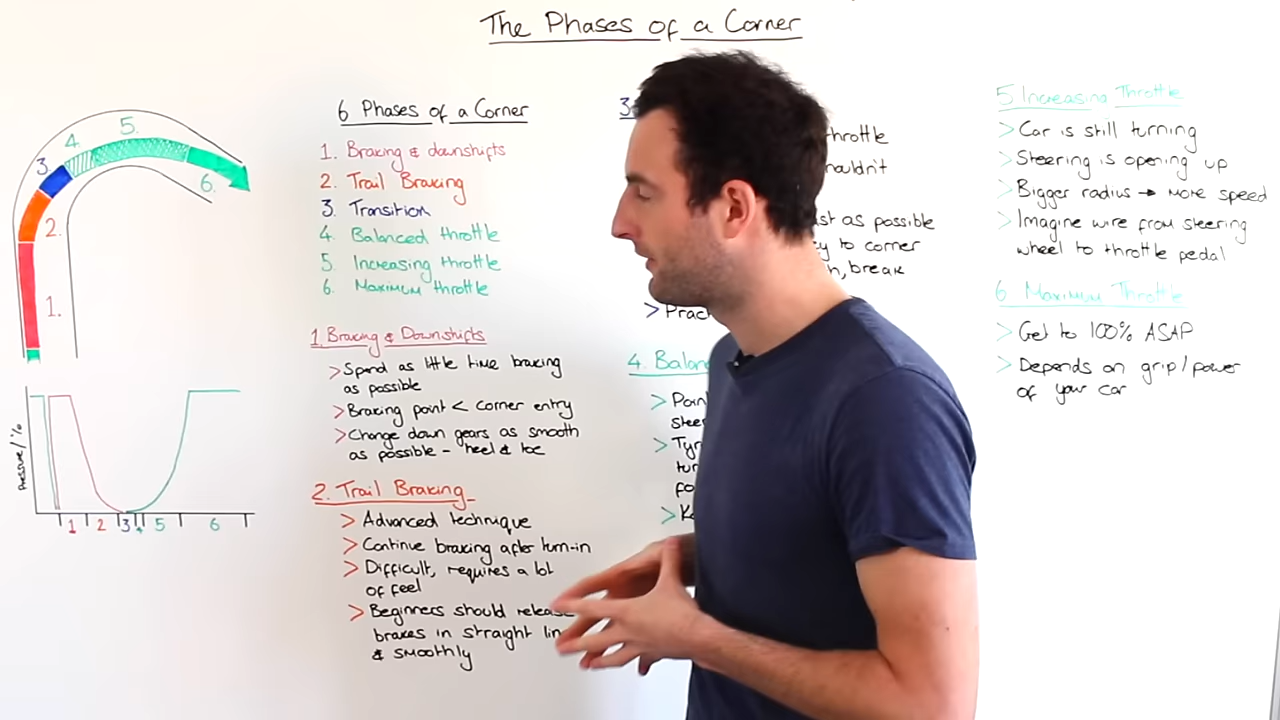 The Phases of a Corner
5.
4.
3
6.
2.
1.
Pressure / %
1 2 3 4 5 6
6 Phases of a Corner
1. Braking & downshifts
2. Trail Braking
3. Transition
4. Balanced throttle
5. Increasing throttle
6. Maximum throttle
1. Braking & Downshifts
> Spend as little time braking
as possible
> Braking point < corner entry
> Change down gears as smooth
as possible - heel & toe
2. Trail Braking
> Advanced technique
> Continue braking after turn-in
> Difficult, requires a lot
of feel
> Beginners should release
brakes in straight lin
& smoothly
3
throttle
as possible
to corner
, break
> Prac
4. Balan
> Poin
stee
> Ty
tu
fo
> K
5 Increasing Throttle
> Car is still turning
> Steering is opening up
> Bigger radius → more speed
> Imagine wire from steering
wheel to throttle pedal
6 Maximum Throttle
> Get to 100% ASAP
> Depends on grip/power
of your car